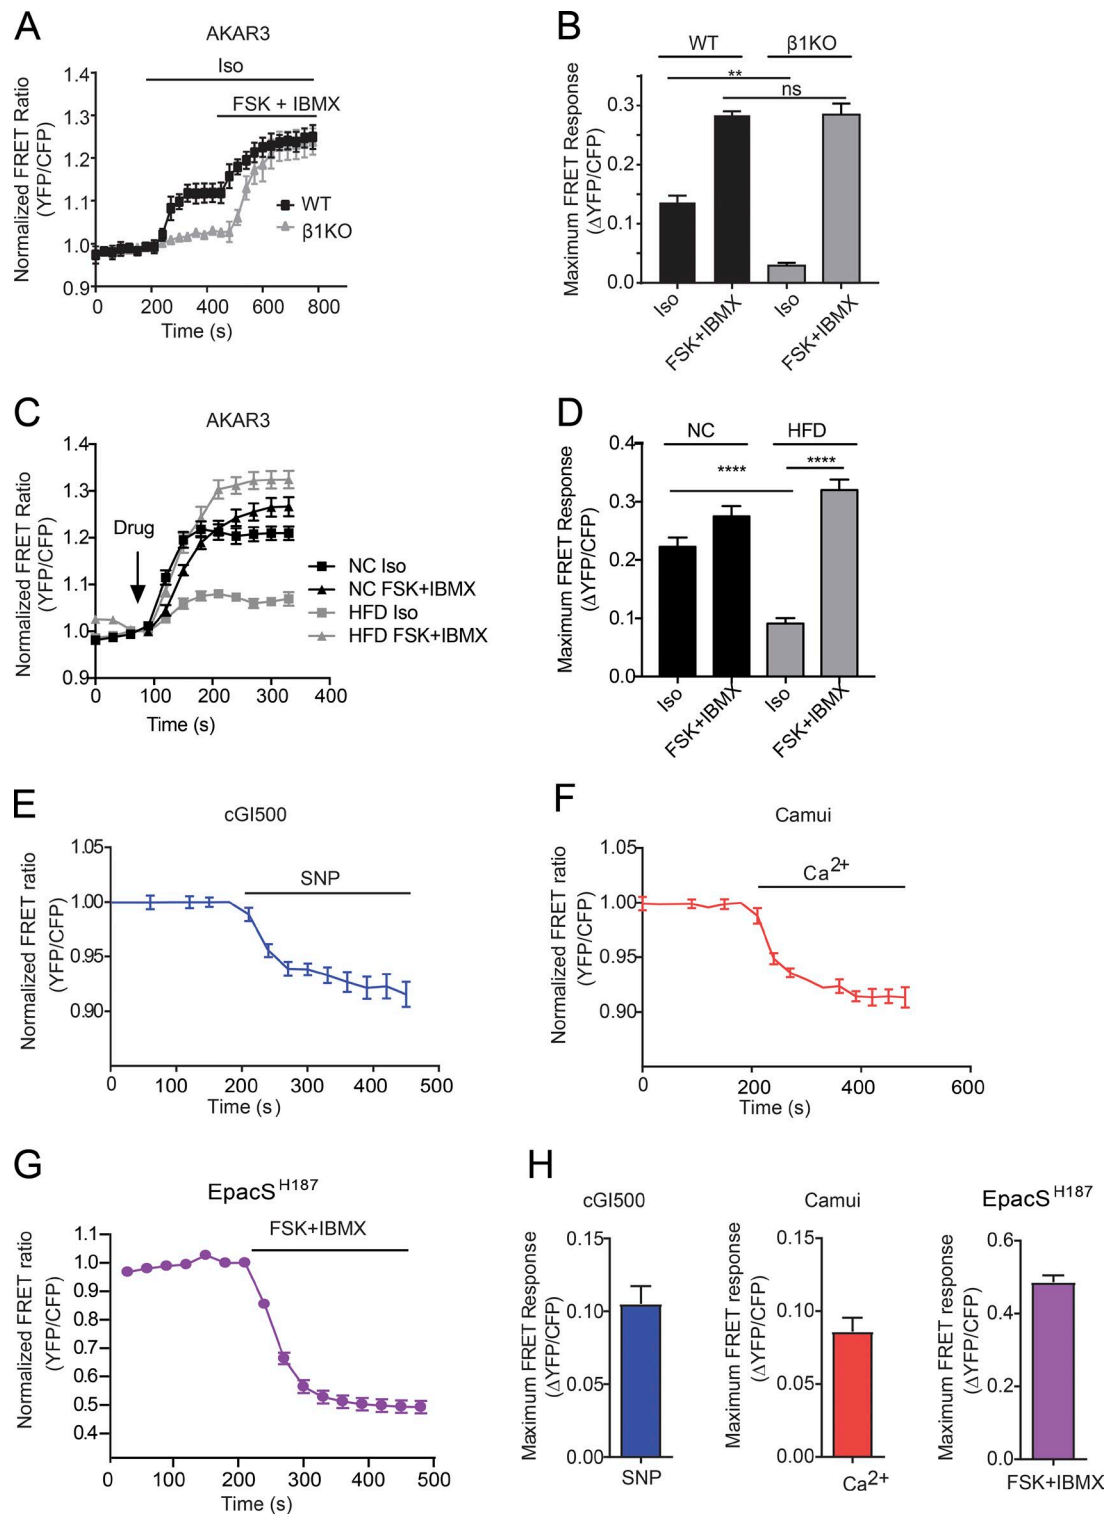 A
AKAR3
Iso
FSK + IBMX
Normalized FRET Ratio
(YFP/CFP)
1.4
1.3
1.2
1.1
1.0
0.9
WT
β1KO
0 200 400 600 800
Time (s)
B
WT β1KO
**
ns
Maximum FRET Response
(ΔYFP/CFP)
0.3
0.2
0.1
0.0
Iso
FSK+IBMX
Iso
FSK+IBMX
C
AKAR3
Normalized FRET Ratio
(YFP/CFP)
1.4
1.3
1.2
1.1
1.0
0.9
Drug
NC Iso
NC FSK+IBMX
HFD Iso
HFD FSK+IBMX
0 100 200 300 400
Time (s)
D
NC HFD
**** ****
Maximum FRET Response
(ΔYFP/CFP)
0.4
0.3
0.2
0.1
0.0
Iso
FSK+IBMX
Iso
FSK+IBMX
E
cGI500
SNP
Normalized FRET ratio
(YFP/CFP)
1.05
1.00
0.95
0.90
0 100 200 300 400 500
Time (s)
F
Camui
Ca2+
Normalized FRET ratio
(YFP/CFP)
1.05
1.00
0.95
0.90
0 200 400 600
Time (s)
G
EpacS H187
FSK+IBMX
Normalized FRET ratio
(YFP/CFP)
1.1
1.0
0.9
0.8
0.7
0.6
0.5
0.4
0 100 200 300 400 500
Time (s)
H
cGI500
Maximum FRET Response
(ΔYFP/CFP)
0.15
0.10
0.05
0.00
SNP
Camui
Maximum FRET response
(ΔYFP/CFP)
0.15
0.10
0.05
0.00
Ca2+
EpacS H187
Maximum FRET response
(ΔYFP/CFP)
0.6
0.4
0.2
0.0
FSK+IBMX